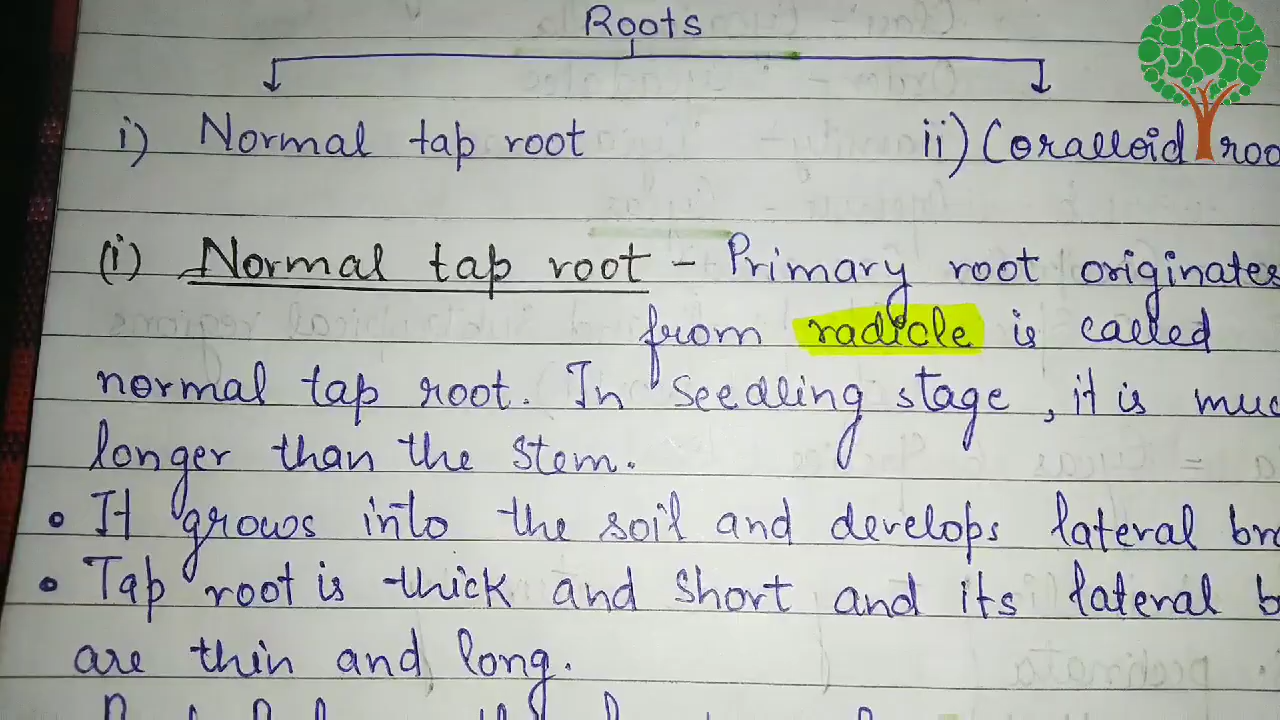 Roots
i) Normal tap root ii) Coralloid roo
(i) Normal tap root - Primary root originates
from radicle is called
normal tap root. In seedling stage, it is muc
longer than the stem.
• It grows into the soil and develops lateral br
• Tap root is thick and short and its lateral b
are thin and long.